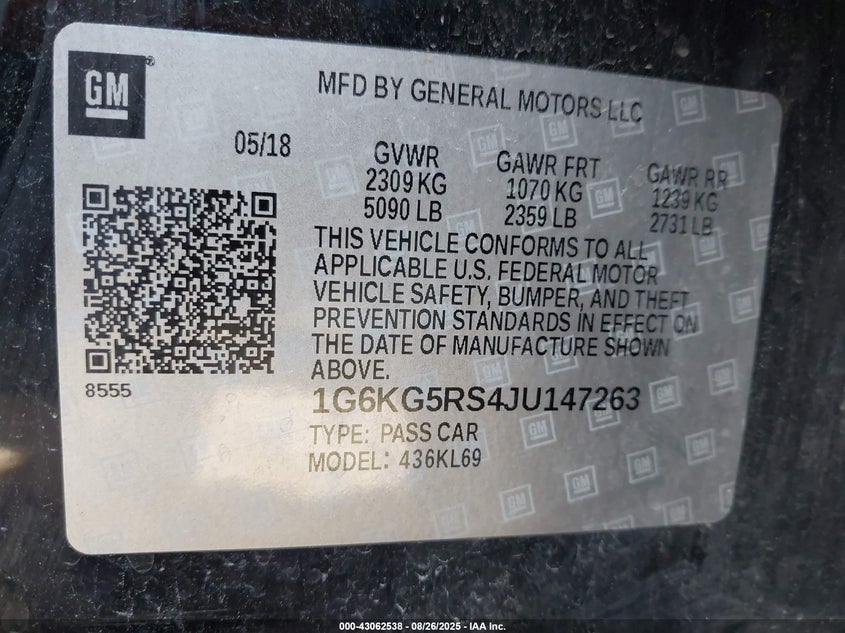 GM
MFD BY GENERAL MOTORS LLC
05/18
GVWR GAWR FRT GAWR RR
2309 KG 1070 KG 1239 KG
5090 LB 2359 LB 2731 LB
THIS VEHICLE CONFORMS TO ALL
APPLICABLE U.S. FEDERAL MOTOR
VEHICLE SAFETY, BUMPER, AND THEFT
PREVENTION STANDARDS IN EFFECT ON
THE DATE OF MANUFACTURE SHOWN
ABOVE.
8555
1G6KG5RS4JU147263
TYPE: PASS CAR
MODEL: 436KL69
000-43062538 - 08/26/2025 - IAA Inc.